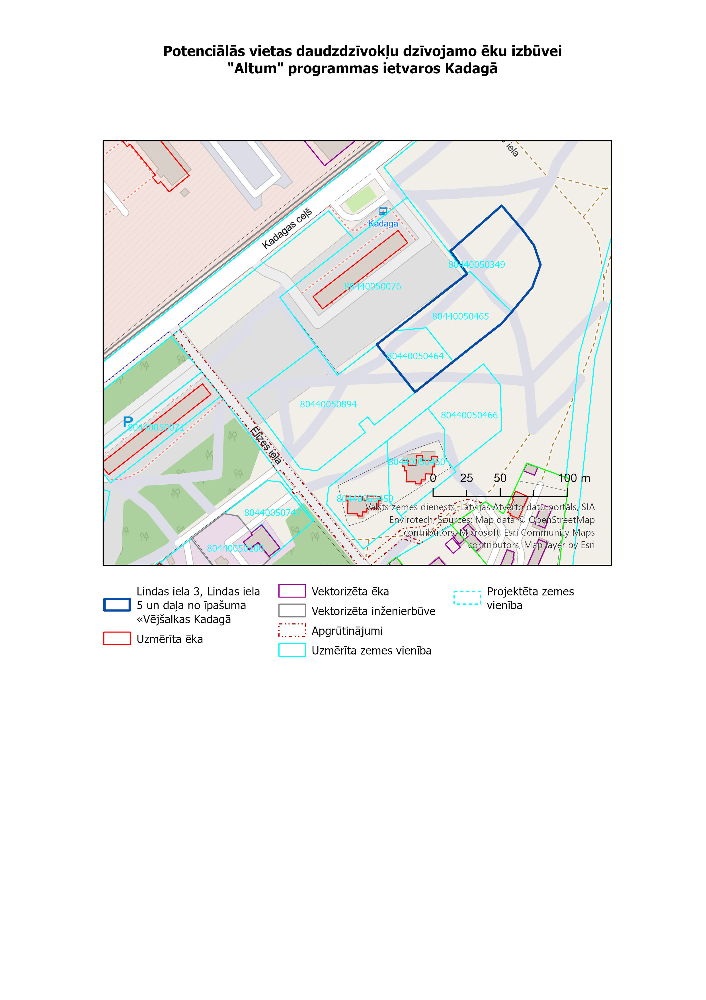 Potenciālās vietas daudzdzīvokļu dzīvojamo ēku izbūvei
"Altum" programmas ietvaros Kadagā
iela
Kadagas ceļš
Kadaga
80440050349
80440050076
80440050465
80440050464
80440050894
80440050466
P
80440050071
Elīzes iela
80440050460
0 25 50 100 m
80440050459
Valsts zemes dienests, Latvijas Atvērto datu portāls, SIA
Envirotech; Sources: Map data © OpenStreetMap
contributors, Microsoft, Esri Community Maps
contributors, Map layer by Esri
80440050747
80440050100
Lindas iela 3, Lindas iela
5 un daļa no īpašuma
«Vējšalkas Kadagā
Uzmērīta ēka
Vektorizēta ēka
Vektorizēta inženierbūve
Apgrūtinājumi
Uzmērīta zemes vienība
Projektēta zemes
vienība